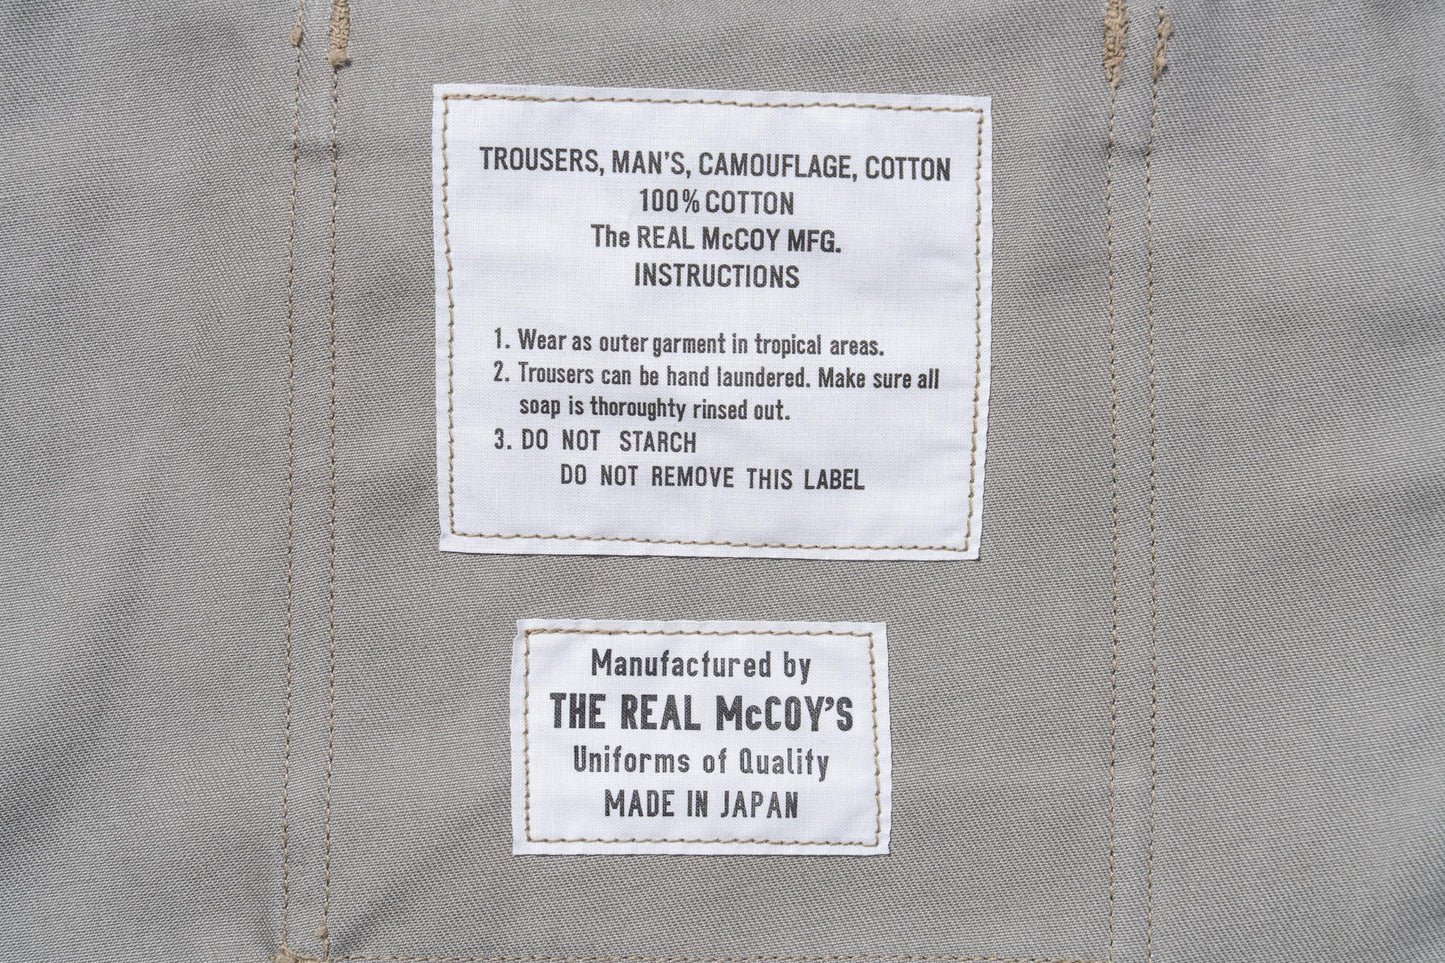 TROUSERS, MAN'S, CAMOUFLAGE, COTTON
100% COTTON
The REAL McCOY MFG.
INSTRUCTIONS
1. Wear as outer garment in tropical areas.
2. Trousers can be hand laundered. Make sure all
soap is thoroughty rinsed out.
3. DO NOT STARCH
DO NOT REMOVE THIS LABEL
Manufactured by
THE REAL McCOY'S
Uniforms of Quality
MADE IN JAPAN